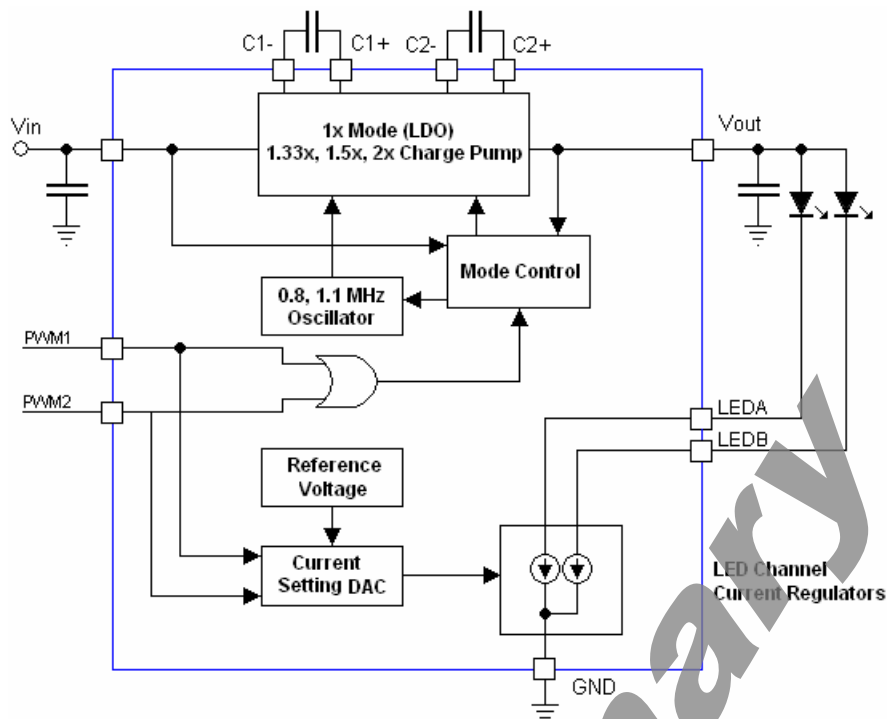 C1-
C1+
C2-
C2+
Vin
1x Mode (LDO)
1.33x, 1.5x, 2x Charge Pump
Vout
Mode Control
0.8, 1.1 MHz
Oscillator
PWM1
PWM2
LEDA
LEDB
Reference
Voltage
Current
Setting DAC
LED Channel
Current Regulators
GND
nary